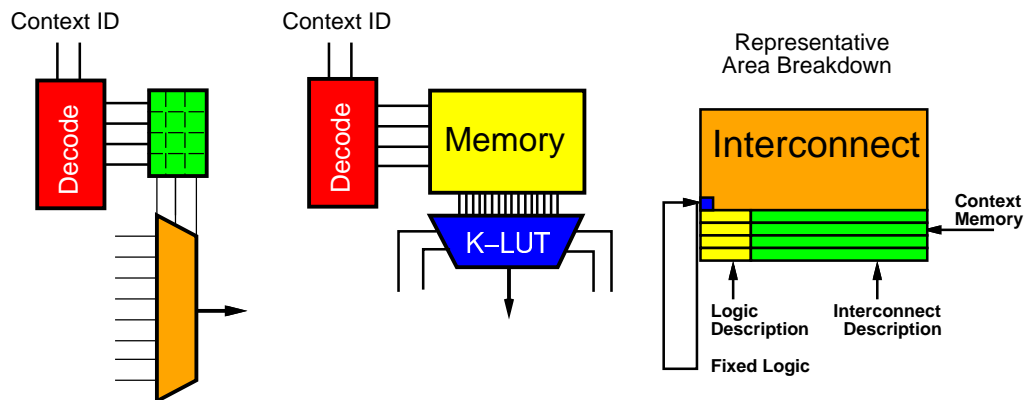 Context ID
Decode
Context ID
Decode
Memory
K–LUT
Representative
Area Breakdown
Interconnect
Context
Memory
Logic
Description
Interconnect
Description
Fixed Logic